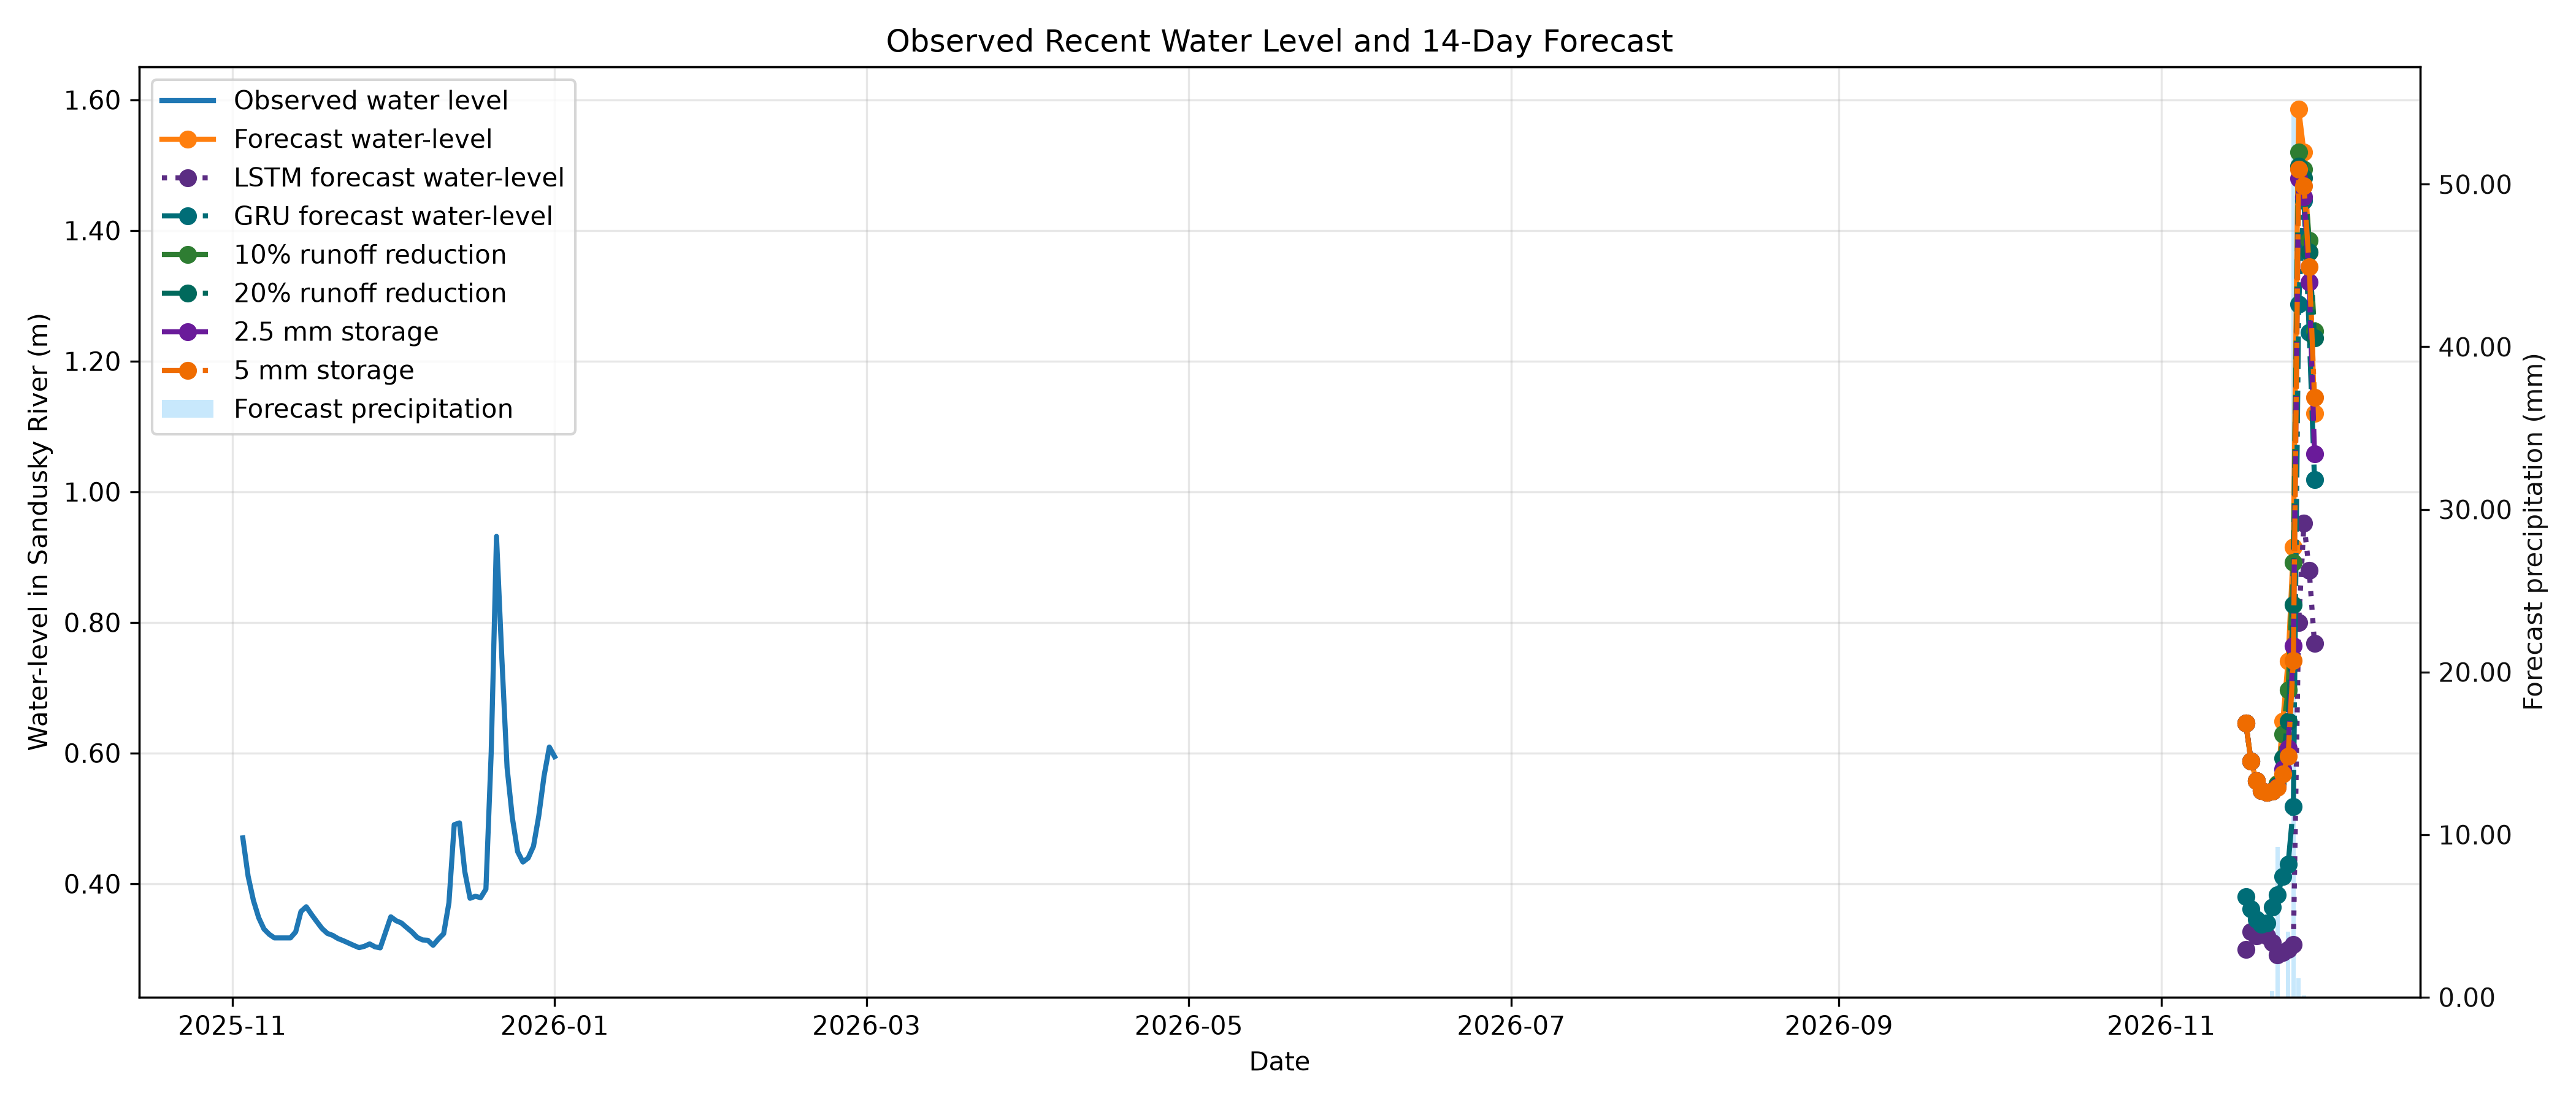 Observed Recent Water Level and 14-Day Forecast
Observed water level
Forecast water-level
LSTM forecast water-level
GRU forecast water-level
10% runoff reduction
20% runoff reduction
2.5 mm storage
5 mm storage
Forecast precipitation
Water-level in Sandusky River (m)
1.60
1.40
1.20
1.00
0.80
0.60
0.40
50.00
40.00
30.00
20.00
10.00
0.00
Forecast precipitation (mm)
2025-11 2026-01 2026-03 2026-05 2026-07 2026-09 2026-11
Date